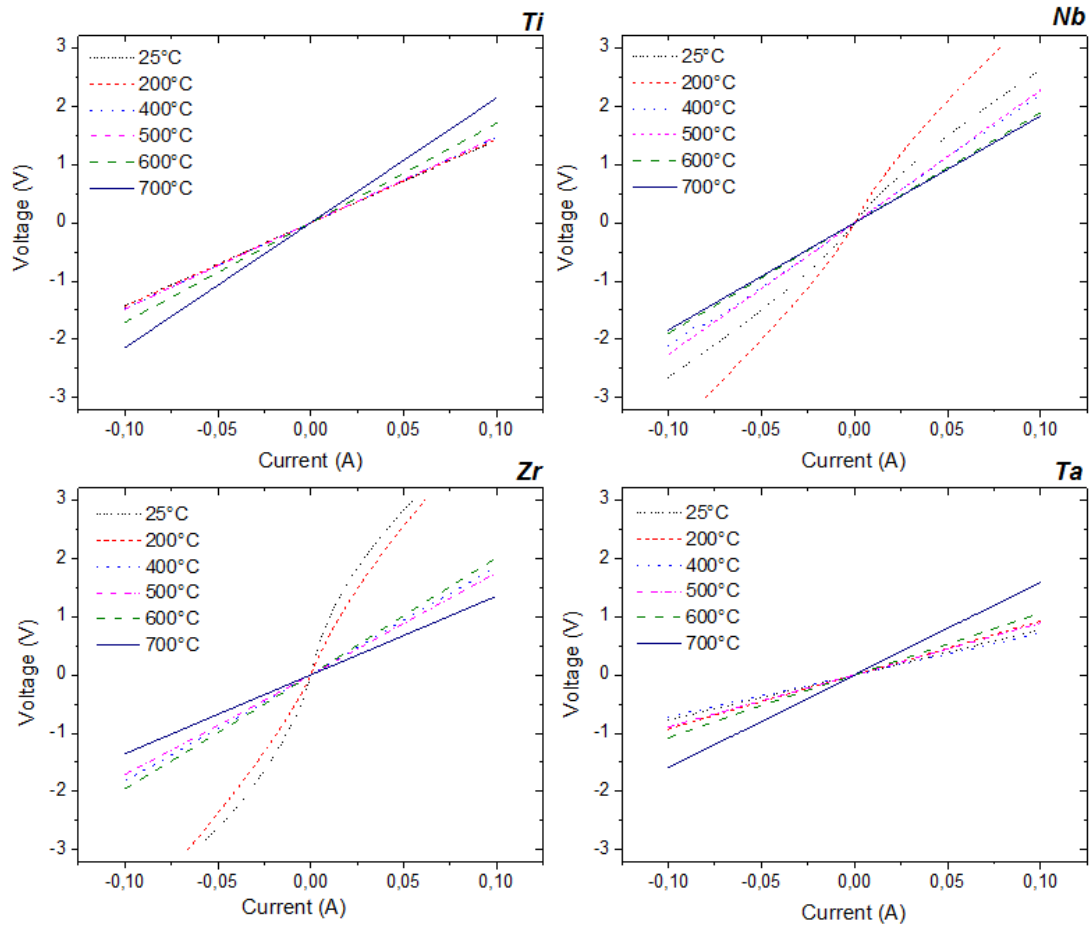 Ti
3
2
1
0
-1
-2
-3
Voltage (V)
25°C
200°C
400°C
500°C
600°C
700°C
-0,10
-0,05
0,00
0,05
0,10
Current (A)
Nb
3
2
1
0
-1
-2
-3
Voltage (V)
25°C
200°C
400°C
500°C
600°C
700°C
-0,10
-0,05
0,00
0,05
0,10
Current (A)
Zr
3
2
1
0
-1
-2
-3
Voltage (V)
25°C
200°C
400°C
500°C
600°C
700°C
-0,10
-0,05
0,00
0,05
0,10
Current (A)
Ta
3
2
1
0
-1
-2
-3
Voltage (V)
25°C
200°C
400°C
500°C
600°C
700°C
-0,10
-0,05
0,00
0,05
0,10
Current (A)